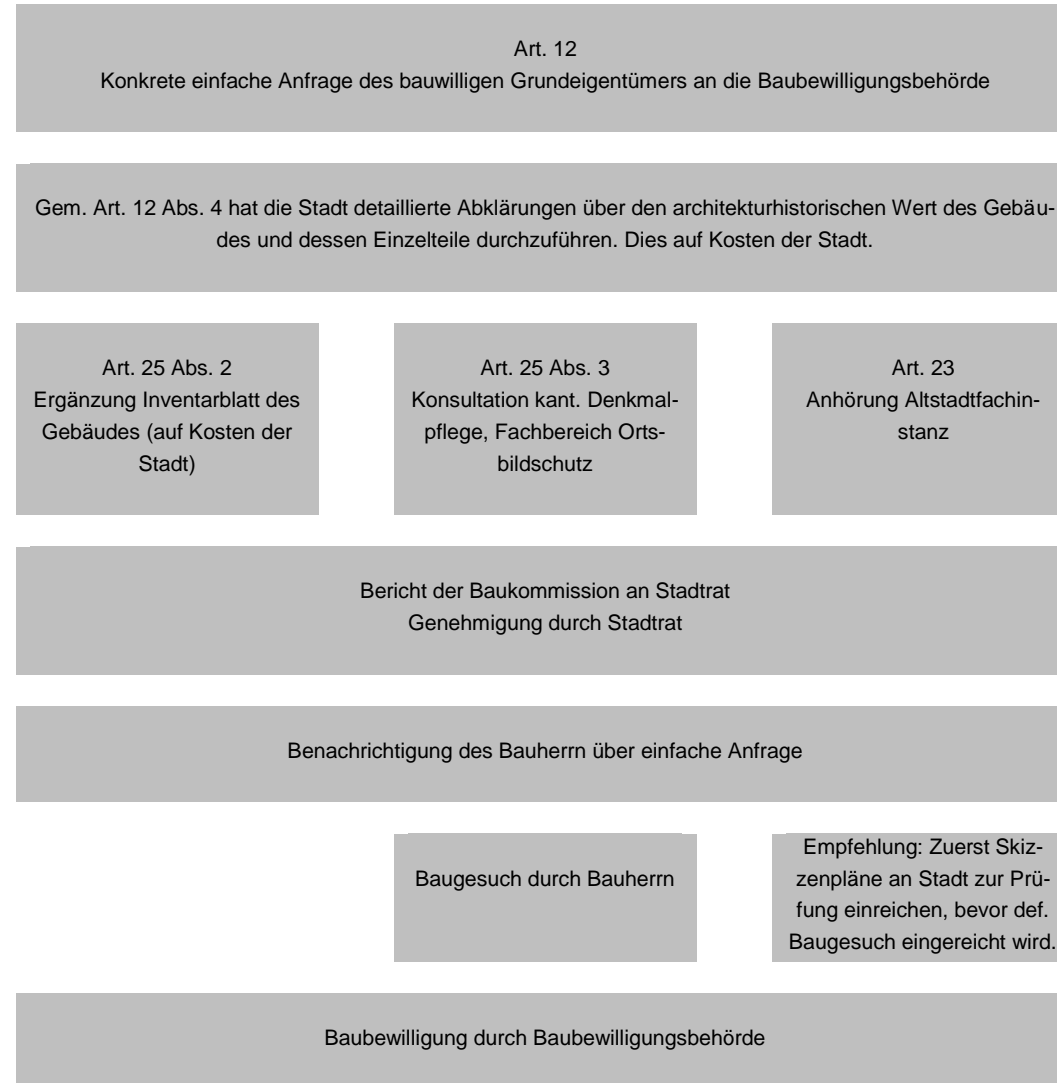 Art. 12
Konkrete einfache Anfrage des bauwilligen Grundeigentümers an die Baubewilligungsbehörde
Gem. Art. 12 Abs. 4 hat die Stadt detaillierte Abklärungen über den architekturhistorischen Wert des Gebäu-
des und dessen Einzelteile durchzuführen. Dies auf Kosten der Stadt.
Art. 25 Abs. 2
Ergänzung Inventarblatt des
Gebäudes (auf Kosten der
Stadt)
Art. 25 Abs. 3
Konsultation kant. Denkmal-
pflege, Fachbereich Orts-
bildschutz
Art. 23
Anhörung Altstadtfachin-
stanz
Bericht der Baukommission an Stadtrat
Genehmigung durch Stadtrat
Benachrichtigung des Bauherrn über einfache Anfrage
Baugesuch durch Bauherrn
Empfehlung: Zuerst Skiz-
zenpläne an Stadt zur Prü-
fung einreichen, bevor def.
Baugesuch eingereicht wird.
Baubewilligung durch Baubewilligungsbehörde